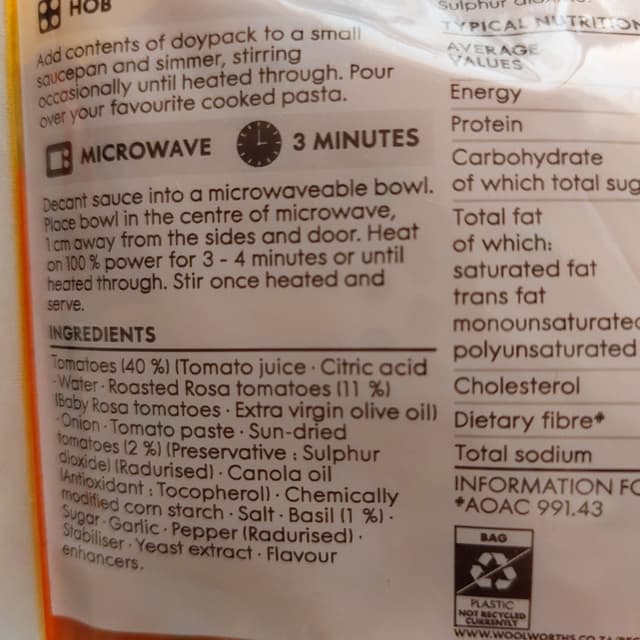 HOB
Add contents of doypack to a small
saucepan and simmer, stirring
occasionally until heated through. Pour
over your favourite cooked pasta.
MICROWAVE 3 MINUTES
Decant sauce into a microwaveable bowl.
Place bowl in the centre of microwave,
1 cm away from the sides and door. Heat
on 100 % power for 3 - 4 minutes or until
heated through. Stir once heated and
serve.
INGREDIENTS
Tomatoes (40 %) (Tomato juice · Citric acid
· Water · Roasted Rosa tomatoes (11 %)
(Baby Rosa tomatoes · Extra virgin olive oil)
· Onion · Tomato paste · Sun-dried
tomatoes (2 %) (Preservative : Sulphur
dioxide) (Radurised) · Canola oil
(Antioxidant : Tocopherol) · Chemically
modified corn starch · Salt · Basil (1 %) ·
Sugar · Garlic · Pepper (Radurised) ·
Stabiliser · Yeast extract · Flavour
enhancers.
Sulphur
TYPICAL NUTRITION
AVERAGE
VALUES
Energy
Protein
Carbohydrate
of which total sug
Total fat
of which:
saturated fat
trans fat
monounsaturated
polyunsaturated
Cholesterol
Dietary fibre#
Total sodium
INFORMATION FO
#AOAC 991.43
BAG
PLASTIC
NOT RECYCLED
CURRENTLY